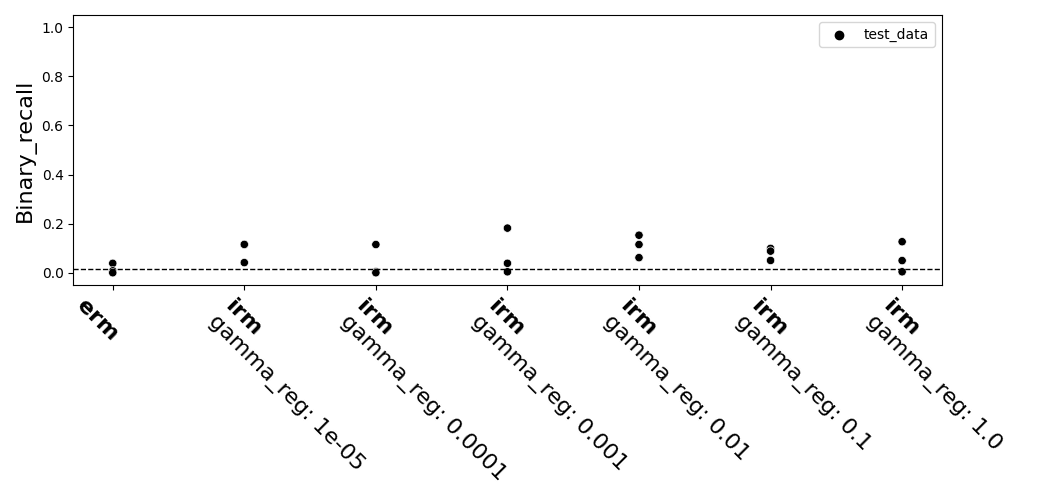 Binary_recall
1.0
0.8
0.6
0.4
0.2
0.0
test_data
erm
irm
gamma_reg: 1e-05
irm
gamma_reg: 0.0001
irm
gamma_reg: 0.001
irm
gamma_reg: 0.01
irm
gamma_reg: 0.1
irm
gamma_reg: 1.0